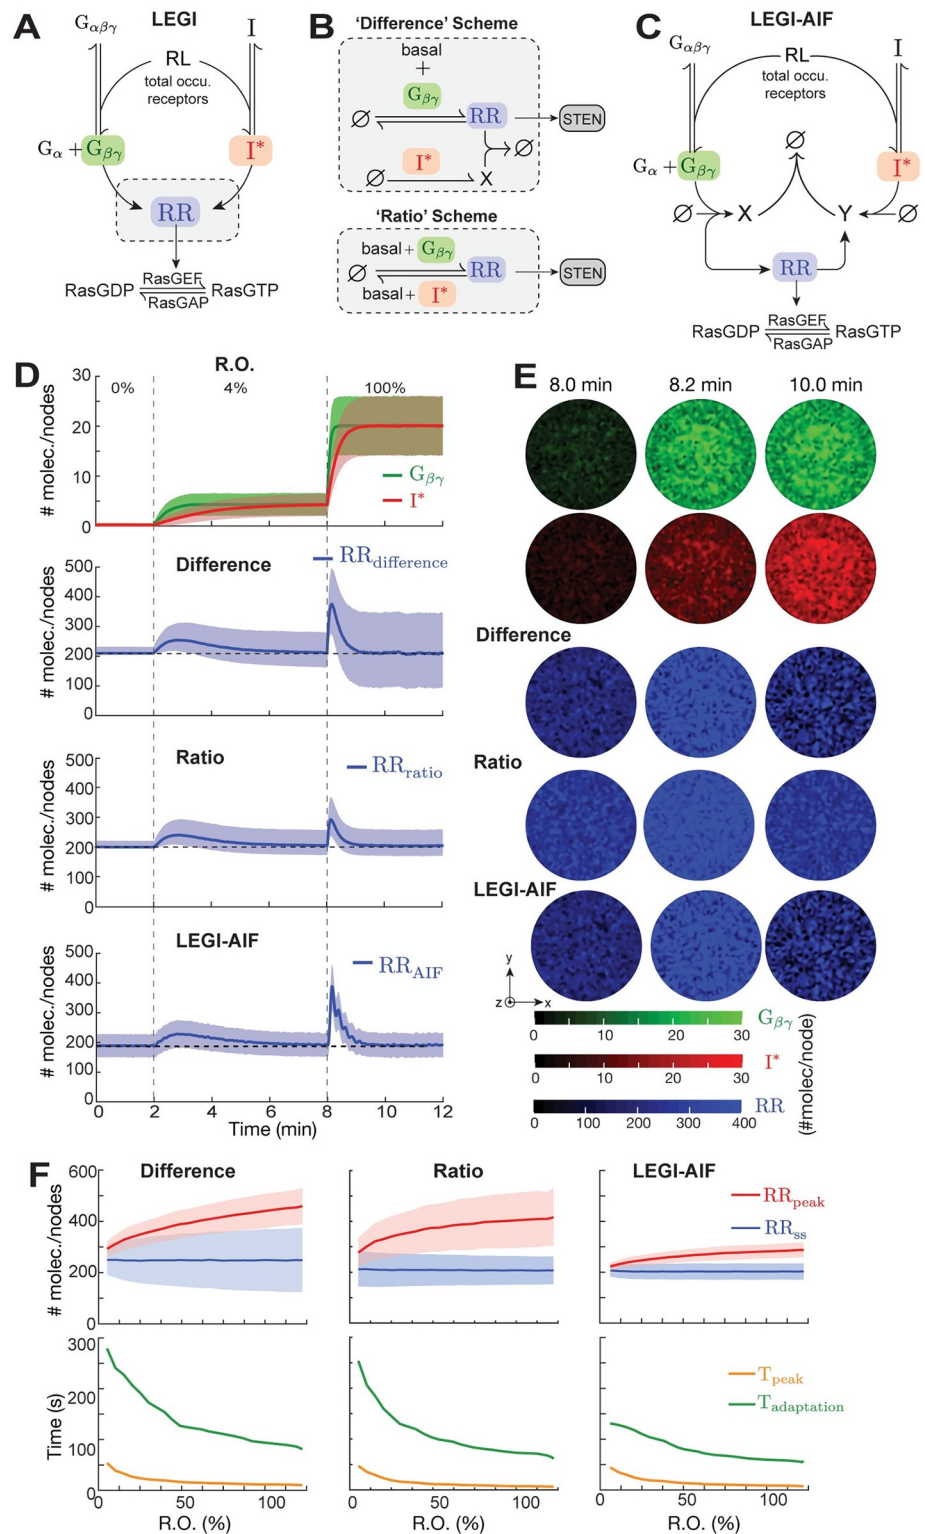 A
LEGI
Gαβγ
I
RL
total occu.
receptors
Gα + Gβγ
I*
RR
RasGEF
RasGDP
RasGTP
RasGAP
B
'Difference' Scheme
basal
+
Gβγ
∅
RR
STEN
I*
∅
∅
X
'Ratio' Scheme
basal + Gβγ
∅
RR
STEN
basal + I*
C
LEGI-AIF
Gαβγ
RL
I
total occu.
receptors
∅
Gα + Gβγ
I*
∅
X
Y
∅
RR
RasGEF
RasGDP
RasGTP
RasGAP
D
R.O.
0%
4%
100%
30
20
10
0
# molec./nodes
Gβγ
I*
Difference
RRdifference
500
400
300
200
100
0
# molec./nodes
Ratio
RRratio
500
400
300
200
100
0
# molec./nodes
LEGI-AIF
RRAIF
500
400
300
200
100
0
# molec./nodes
0 2 4 6 8 10 12
Time (min)
E
8.0 min 8.2 min 10.0 min
Difference
Ratio
LEGI-AIF
y
z x
0 10 20 30
Gβγ
0 10 20 30
I*
0 100 200 300 400
RR
(#molec/node)
F
Difference
Ratio
LEGI-AIF
600
400
200
0
# molec./nodes
RRpeak
RRss
300
200
100
0
Time (s)
Tpeak
Tadaptation
0 50 100
R.O. (%)
0 50 100
R.O. (%)
0 50 100
R.O. (%)